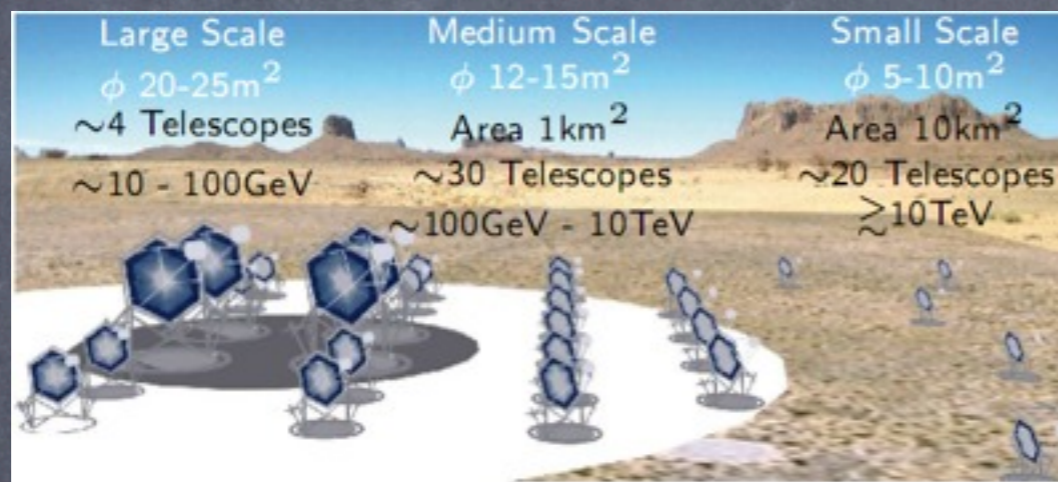 Large Scale
ϕ 20-25m²
~4 Telescopes
~10 - 100GeV
Medium Scale
ϕ 12-15m²
Area 1km²
~30 Telescopes
~100GeV - 10TeV
Small Scale
ϕ 5-10m²
Area 10km²
~20 Telescopes
≳10TeV